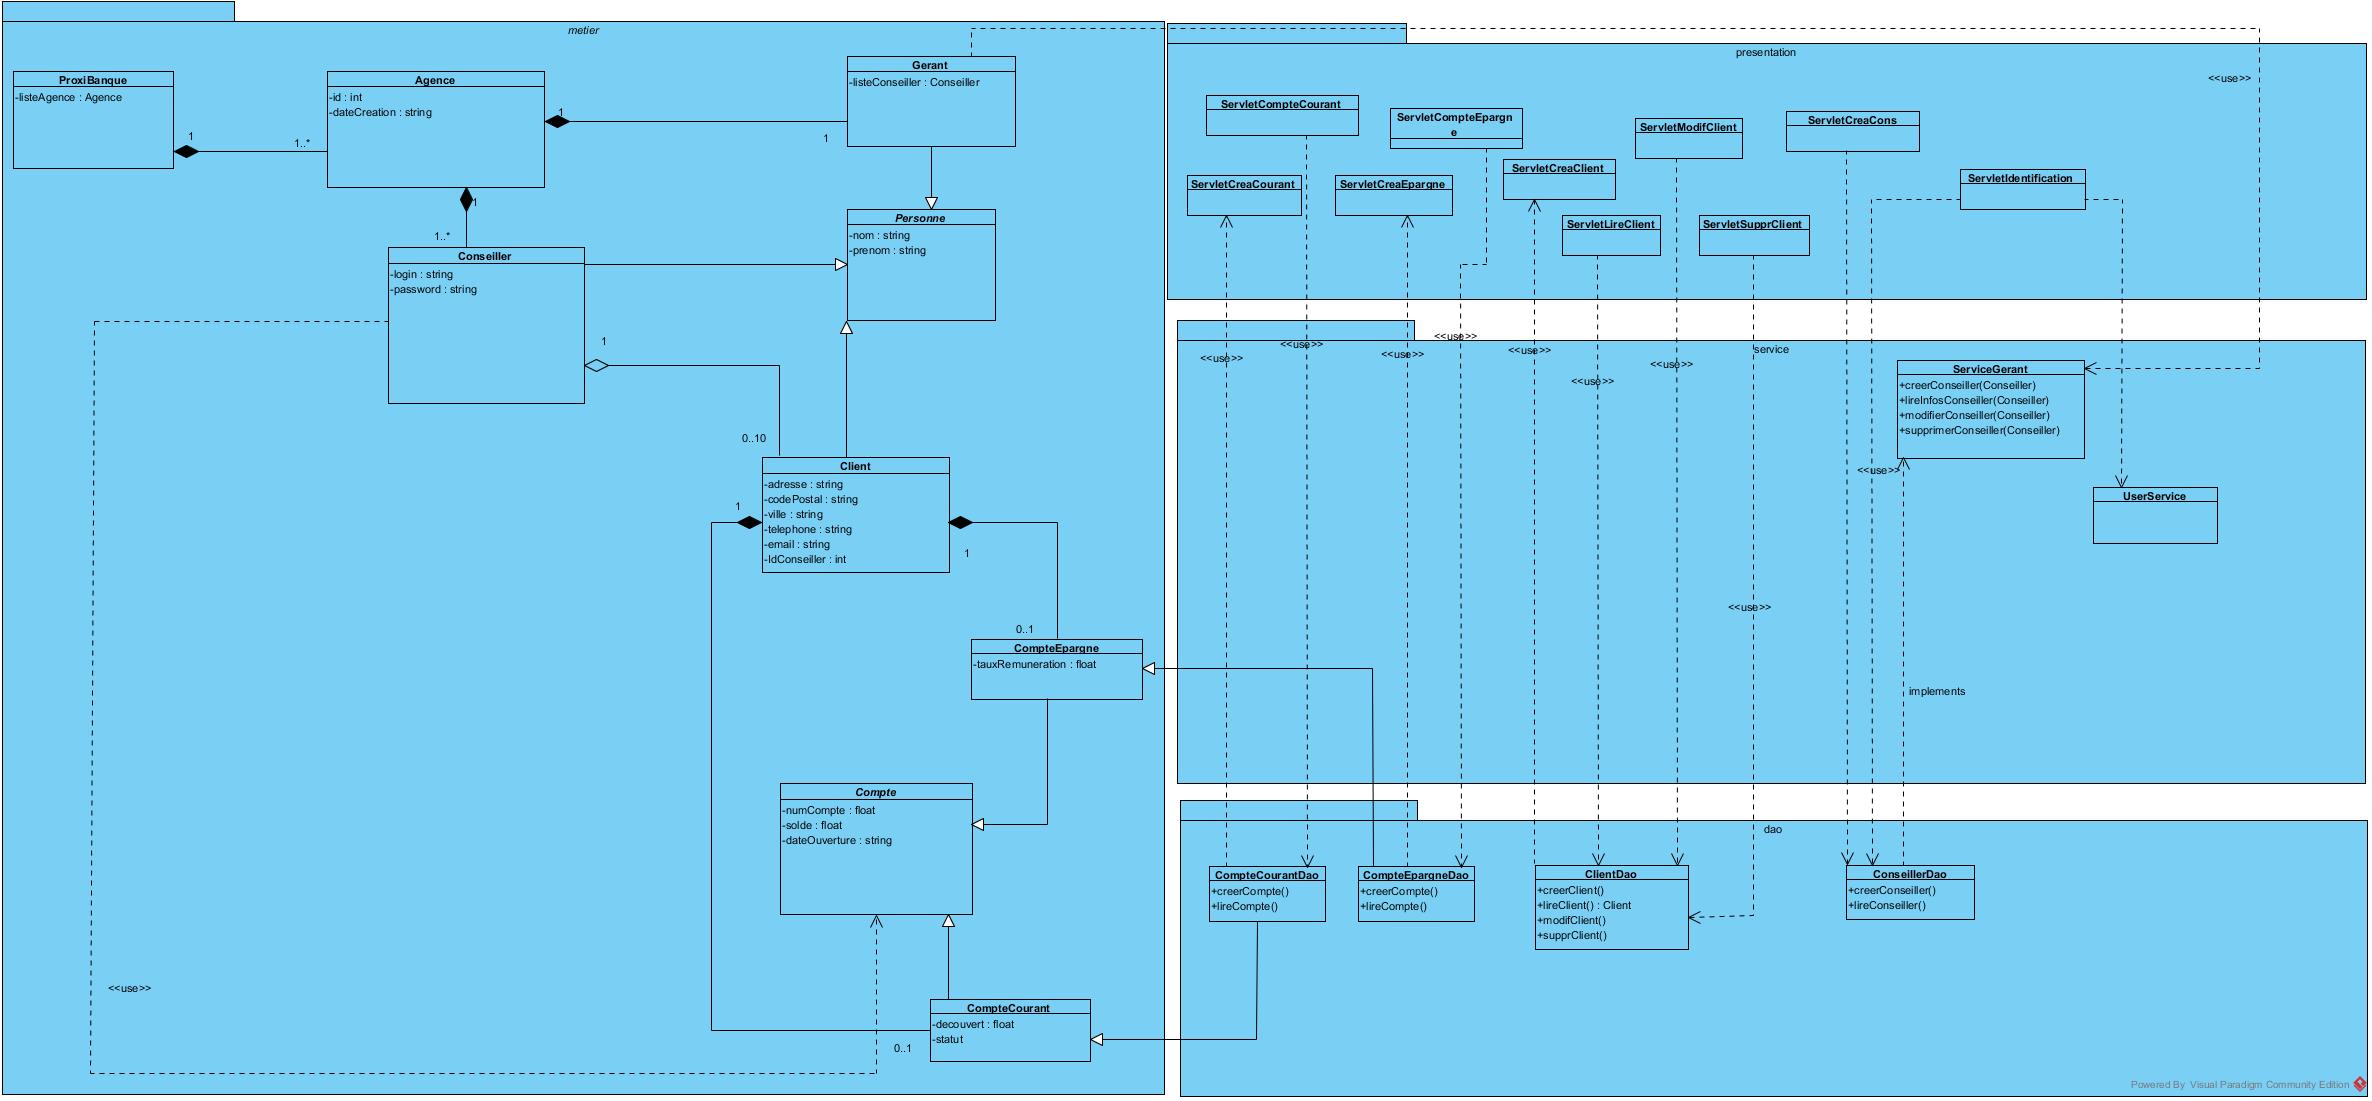 metier
ProxiBanque
-listeAgence : Agence
1
1..*
Agence
-id : int
-dateCreation : string
1
1
1
1..*
Gerant
-listeConseiller : Conseiller
Personne
-nom : string
-prenom : string
Conseiller
-login : string
-password : string
1
0..10
Client
-adresse : string
-codePostal : string
-ville : string
-telephone : string
-email : string
-IdConseiller : int
1
1
0..1
CompteEpargne
-tauxRemuneration : float
Compte
-numCompte : float
-solde : float
-dateOuverture : string
<<use>>
CompteCourant
-decouvert : float
-statut
0..1
presentation
<<use>>
ServletCompteCourant
ServletCompteEpargn
e
ServletModifClient
ServletCreaCons
ServletCreaCourant
ServletCreaEpargne
ServletCreaClient
ServletIdentification
ServletLireClient
ServletSupprClient
service
<<use>>
<<use>>
<<use>>
<<use>>
<<use>>
<<use>>
<<use>>
<<use>>
<<use>>
ServiceGerant
+creerConseiller(Conseiller)
+lireInfosConseiller(Conseiller)
+modifierConseiller(Conseiller)
+supprimerConseiller(Conseiller)
UserService
implements
dao
CompteCourantDao
+creerCompte()
+lireCompte()
CompteEpargneDao
+creerCompte()
+lireCompte()
ClientDao
+creerClient()
+lireClient() : Client
+modifClient()
+supprClient()
ConseillerDao
+creerConseiller()
+lireConseiller()
Powered By Visual Paradigm Community Edition